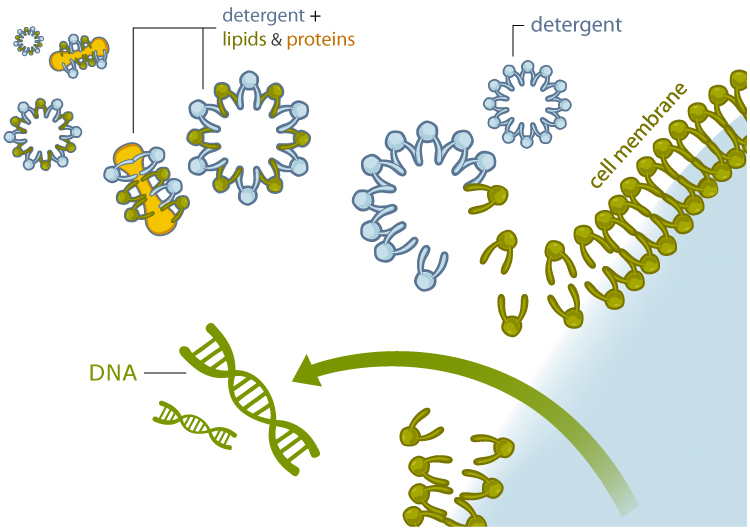 detergent +
lipids & proteins
detergent
cell membrane
DNA